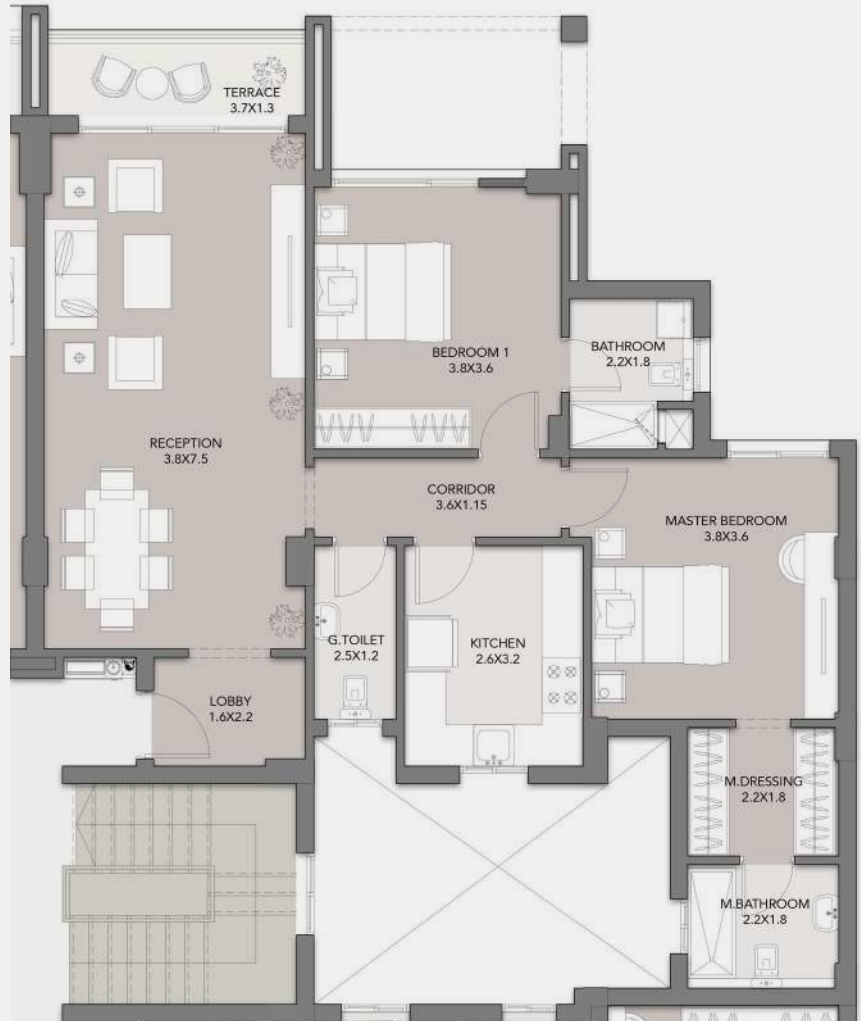 TERRACE
3.7X1.3
BEDROOM 1
3.8X3.6
BATHROOM
2.2X1.8
RECEPTION
3.8X7.5
CORRIDOR
3.6X1.15
MASTER BEDROOM
3.8X3.6
G.TOILET
2.5X1.2
KITCHEN
2.6X3.2
LOBBY
1.6X2.2
M.DRESSING
2.2X1.8
M.BATHROOM
2.2X1.8